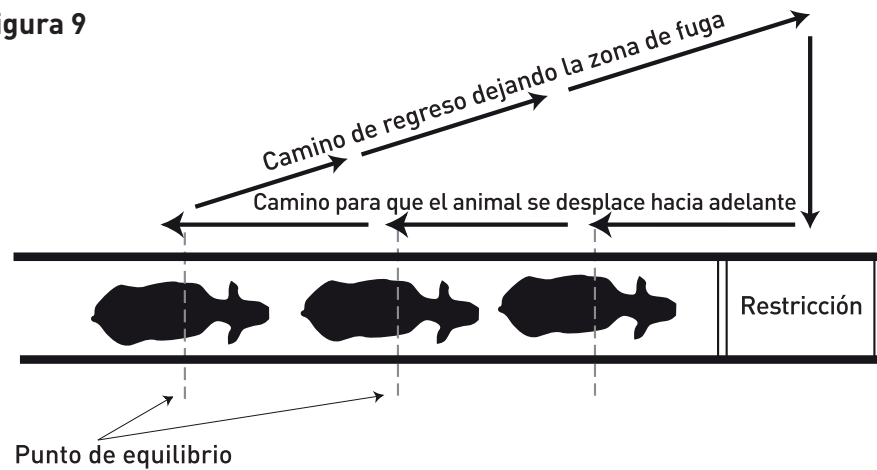 igura 9
Camino de regreso dejando la zona de fuga
Camino para que el animal se desplace hacia adelante
Restricción
Punto de equilibrio